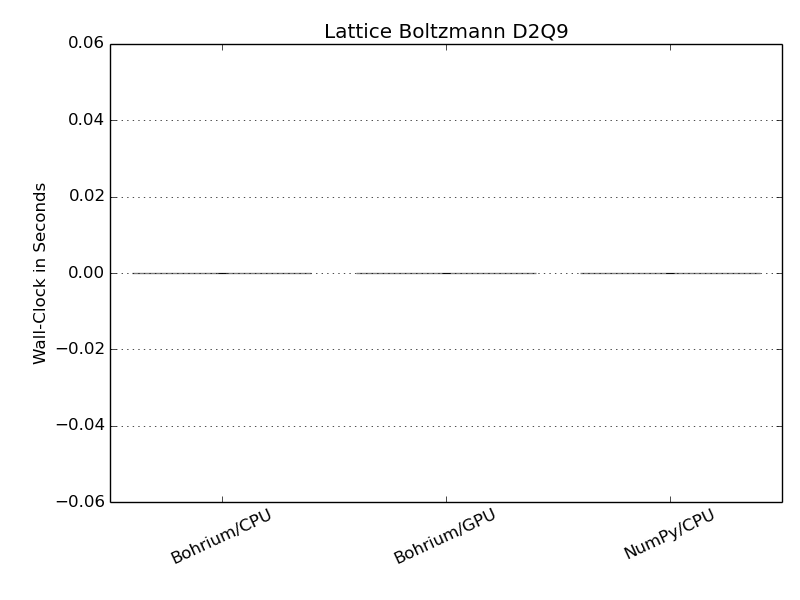 Lattice Boltzmann D2Q9
0.06
0.04
0.02
0.00
−0.02
−0.04
−0.06
Wall-Clock in Seconds
Bohrium/CPU
Bohrium/GPU
NumPy/CPU